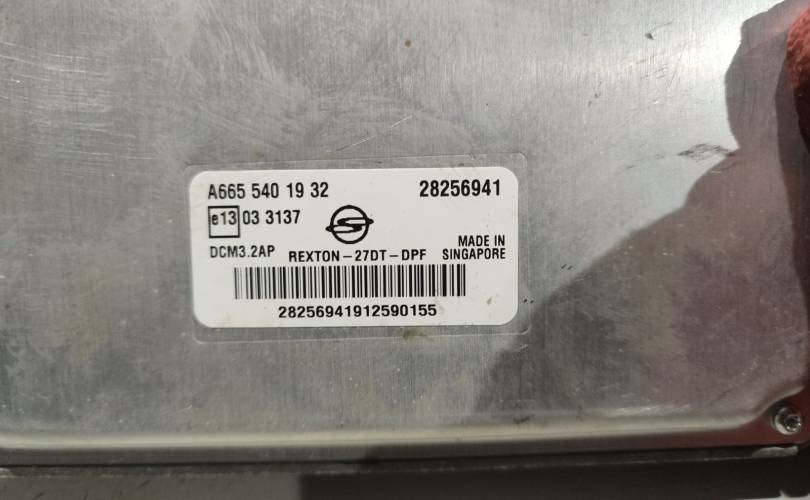 A665 540 19 32 28256941
e13 03 3137
DCM3.2AP REXTON-27DT-DPF MADE IN SINGAPORE
28256941912590155